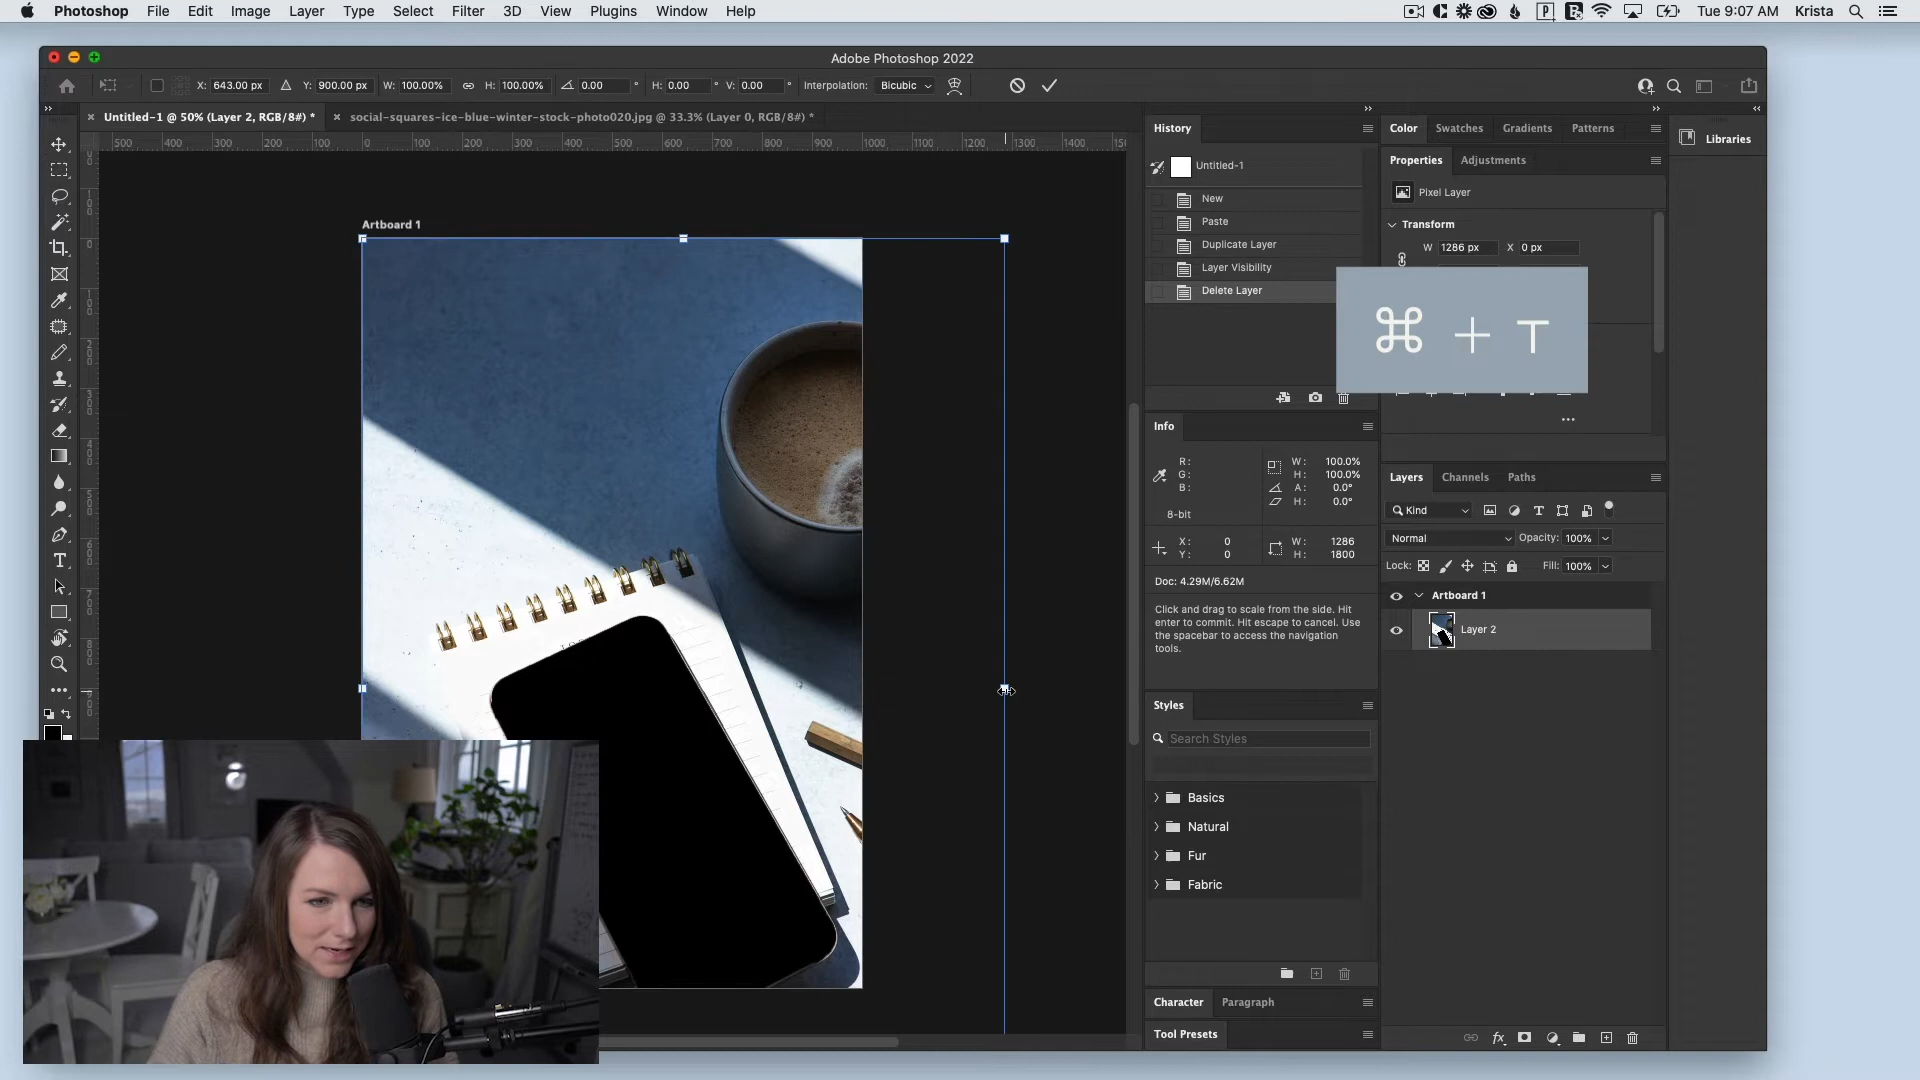 Photoshop File Edit Image Layer Type Select Filter 3D View Plugins Window Help Tue 9:07 AM Krista
Adobe Photoshop 2022
X: 643.00 px Y: 900.00 px W: 100.00% H: 100.00% 0.00 ° H: 0.00 ° V: 0.00 ° Interpolation: Bicubic
Untitled-1 @ 50% (Layer 2, RGB/8#) * social-squares-ice-blue-winter-stock-photo020.jpg @ 33.3% (Layer 0, RGB/8#) *
500 400 300 200 100 0 100 200 300 400 500 600 700 800 900 1000 1100 1200 1300 1400
Artboard 1
History
Untitled-1
New
Paste
Duplicate Layer
Layer Visibility
Delete Layer
Color Swatches Gradients Patterns
Properties Adjustments
Pixel Layer
Transform
W 1286 px X 0 px
⌘ + T
Libraries
Info
R:
G:
B:
8-bit
W: 100.0%
H: 100.0%
A: 0.0°
H: 0.0°
X: 0
Y: 0
W: 1286
H: 1800
Doc: 4.29M/6.62M
Click and drag to scale from the side. Hit
enter to commit. Hit escape to cancel. Use
the spacebar to access the navigation
tools.
Styles
Search Styles
Basics
Natural
Fur
Fabric
Character Paragraph
Tool Presets
Layers Channels Paths
Kind
Normal Opacity: 100%
Lock: Fill: 100%
Artboard 1
Layer 2
fx